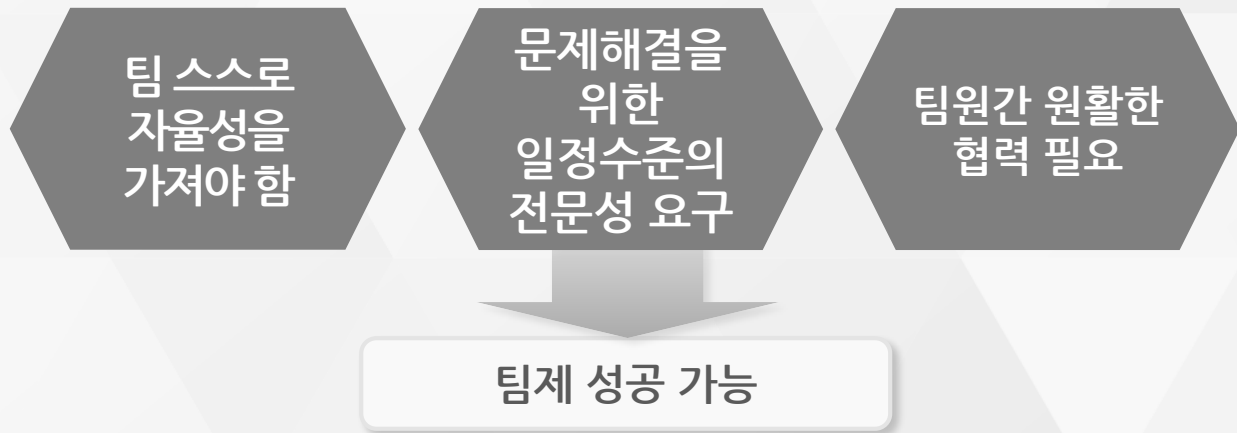 팀 스스로
자율성을
가져야 함
문제해결을
위한
일정수준의
전문성 요구
팀원간 원활한
협력 필요
팀제 성공 가능